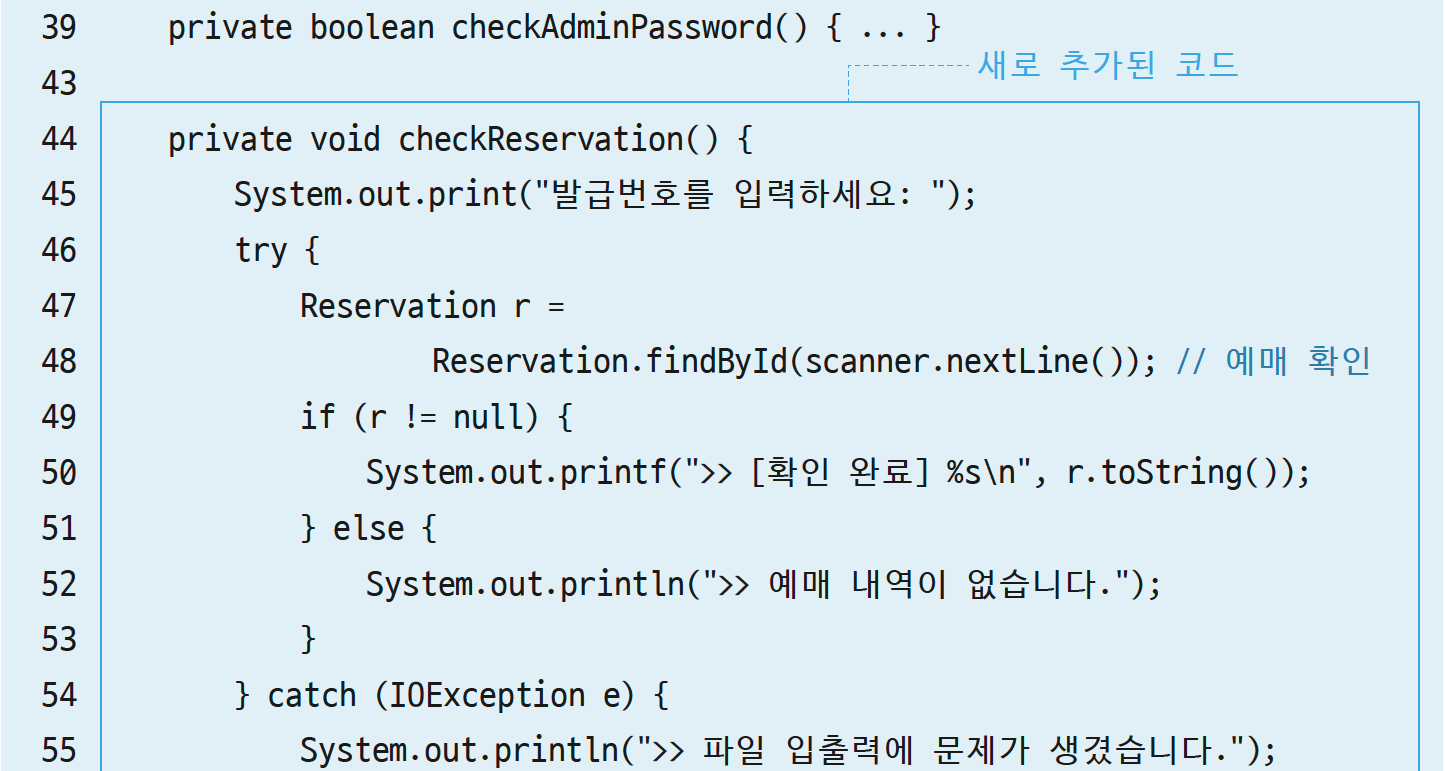 39 private boolean checkAdminPassword() { ... }
새로 추가된 코드
43
44 private void checkReservation() {
45 System.out.print("발급번호를 입력하세요: ");
46 try {
47 Reservation r =
48 Reservation.findById(scanner.nextLine()); // 예매 확인
49 if (r != null) {
50 System.out.printf(">> [확인 완료] %s\n", r.toString());
51 } else {
52 System.out.println(">> 예매 내역이 없습니다.");
53 }
54 } catch (IOException e) {
55 System.out.println(">> 파일 입출력에 문제가 생겼습니다.");